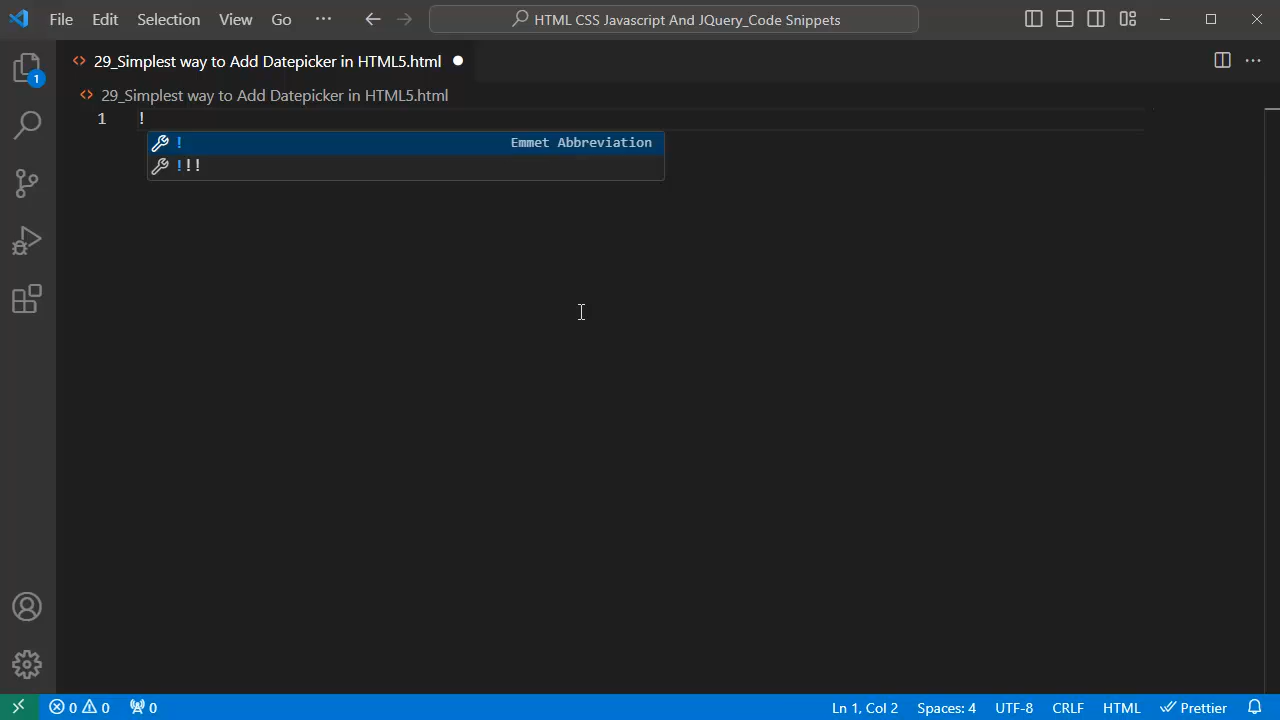 File Edit Selection View Go ··· HTML CSS Javascript And JQuery_Code Snippets
29_Simplest way to Add Datepicker in HTML5.html
29_Simplest way to Add Datepicker in HTML5.html
1 !
! Emmet Abbreviation
!!!
1
0 0 0 Ln 1, Col 2 Spaces: 4 UTF-8 CRLF HTML Prettier